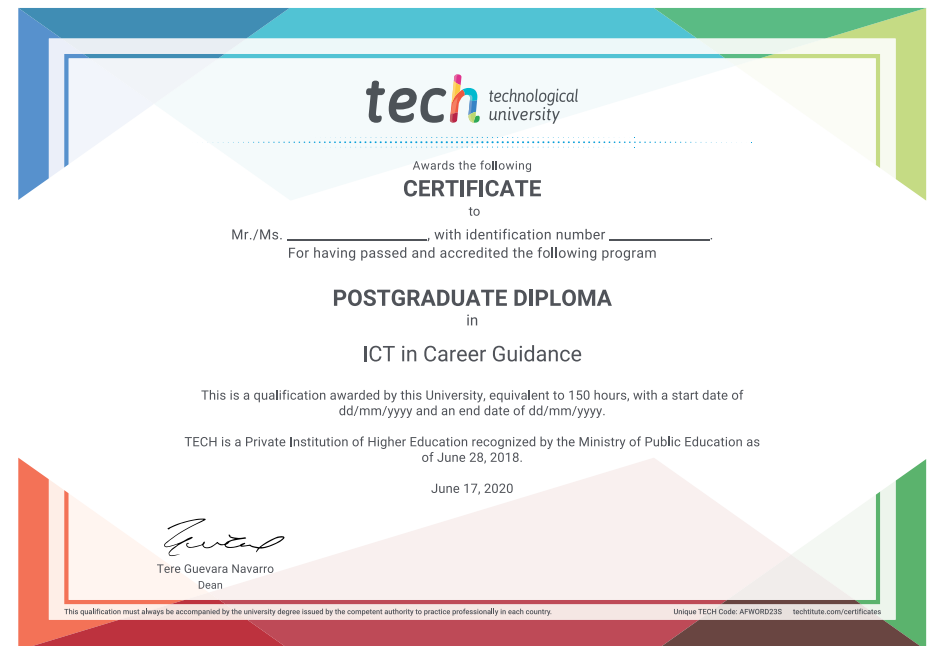 tech technological
university
Awards the following
CERTIFICATE
to
Mr./Ms. ____________________, with identification number ______________.
For having passed and accredited the following program
POSTGRADUATE DIPLOMA
in
ICT in Career Guidance
This is a qualification awarded by this University, equivalent to 150 hours, with a start date of
dd/mm/yyyy and an end date of dd/mm/yyyy.
TECH is a Private Institution of Higher Education recognized by the Ministry of Public Education as
of June 28, 2018.
June 17, 2020
Tere Guevara Navarro
Dean
This qualification must always be accompanied by the university degree issued by the competent authority to practice professionally in each country. Unique TECH Code: AFWORD23S techtitute.com/certificates